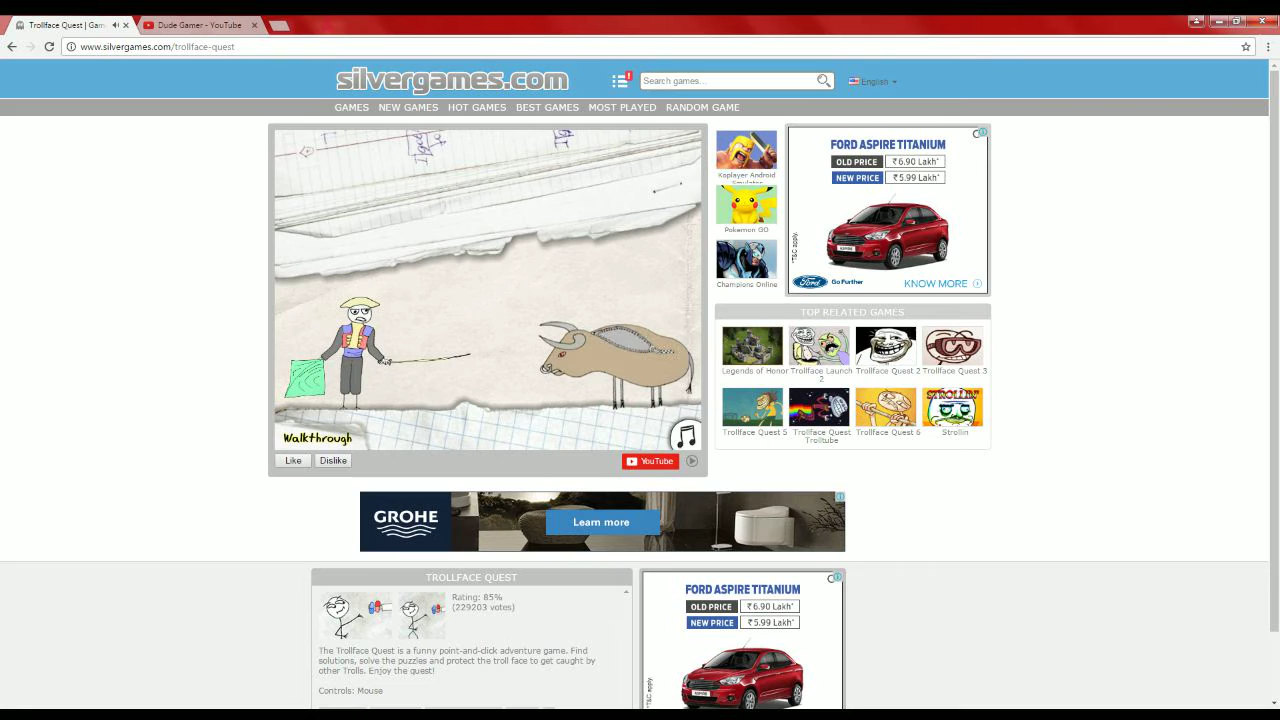 Trollface Quest | Gam
Dude Gamer - YouTube
www.silvergames.com/trollface-quest
silvergames.com
!
Search games...
English
GAMES
NEW GAMES
HOT GAMES
BEST GAMES
MOST PLAYED
RANDOM GAME
Walkthrough
Like
Dislike
YouTube
Koplayer Android
Emulator
Pokemon GO
Champions Online
FORD ASPIRE TITANIUM
OLD PRICE ₹6.90 Lakh*
NEW PRICE ₹5.99 Lakh*
*T&C apply.
Ford Go Further
KNOW MORE
TOP RELATED GAMES
Legends of Honor
Trollface Launch
2
Trollface Quest 2
Trollface Quest 3
STROLLIN'
Trollface Quest 5
Trollface Quest
Trolltube
Trollface Quest 6
Strollin
GROHE
Learn more
TROLLFACE QUEST
Rating: 85%
(229203 votes)
The Trollface Quest is a funny point-and-click adventure game. Find
solutions, solve the puzzles and protect the troll face to get caught by
other Trolls. Enjoy the quest!
Controls: Mouse
FORD ASPIRE TITANIUM
OLD PRICE ₹6.90 Lakh*
NEW PRICE ₹5.99 Lakh*
*T&C apply.